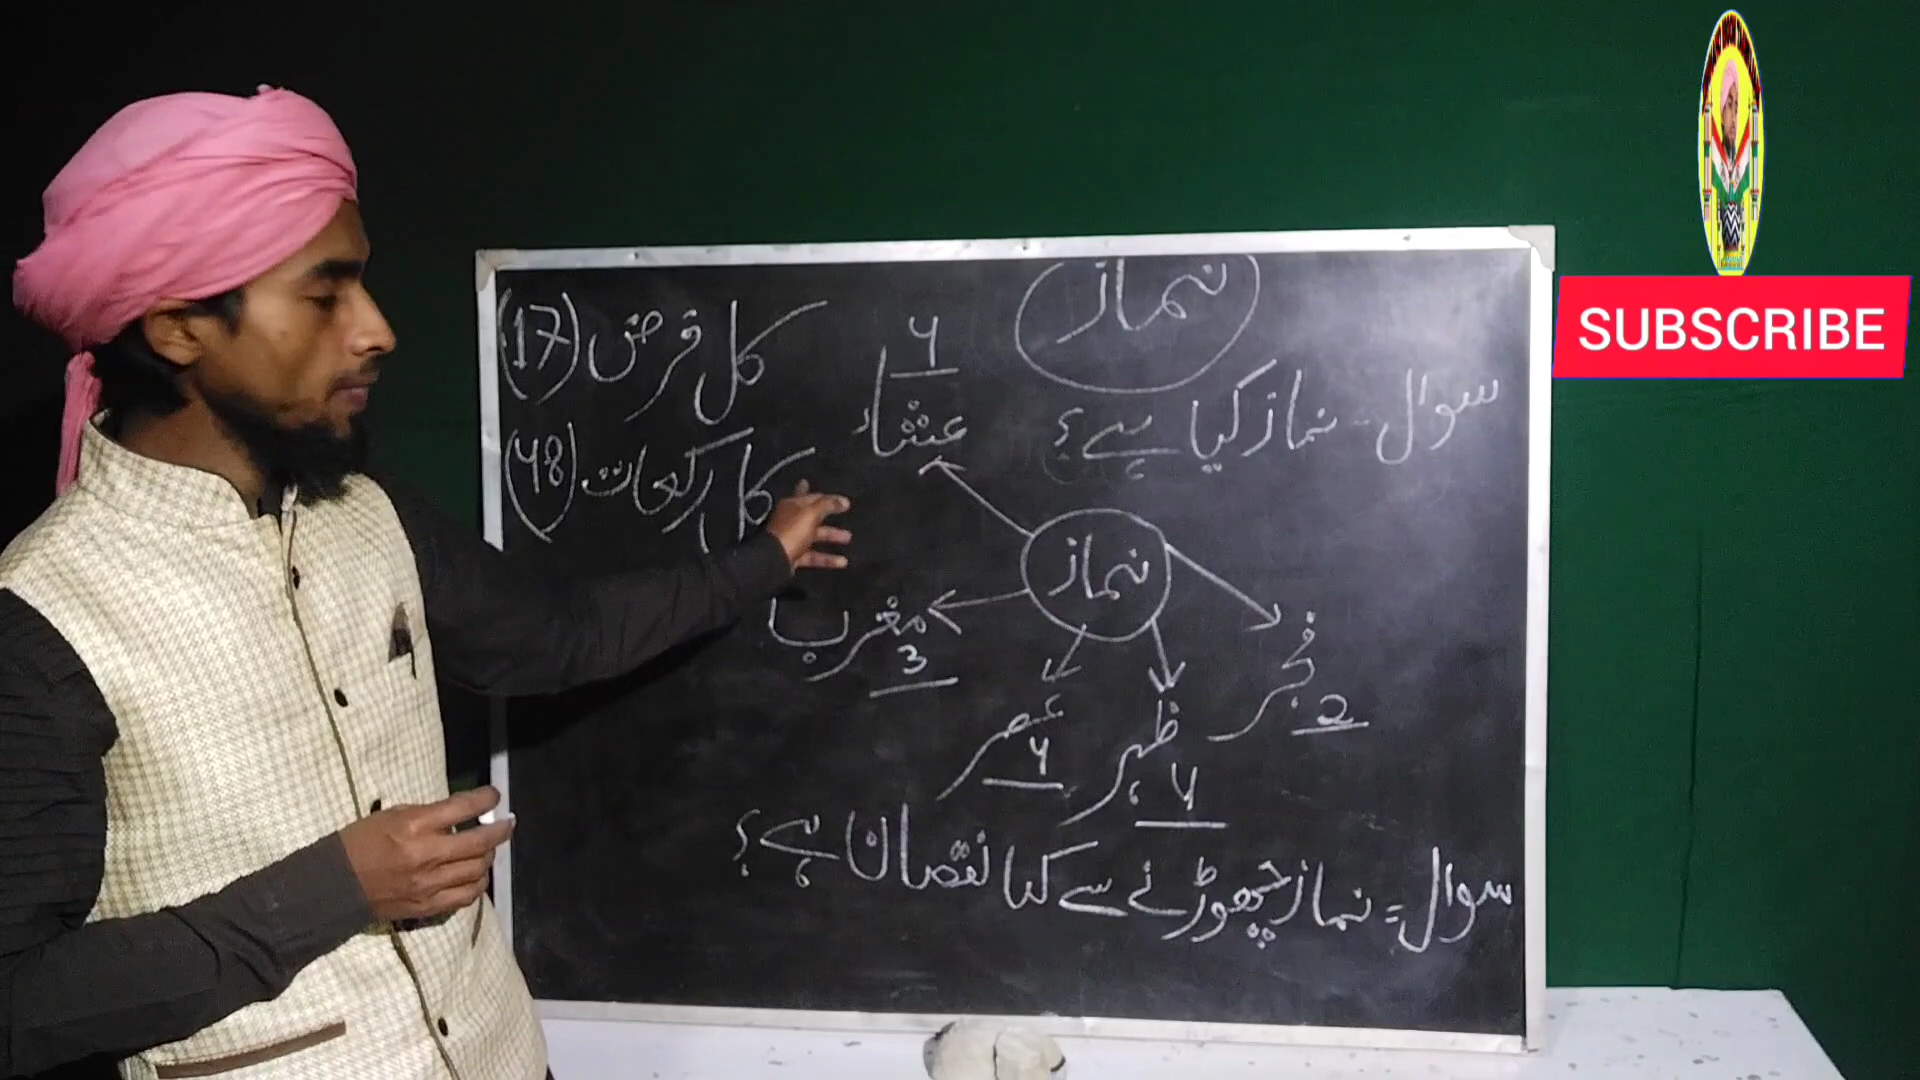 نماز
سوال۔ نماز کیا ہے؟
کل فرض (17)
کل رکعات (48)
4
عشاء
نماز
مغرب
3
فجر
2
ظہر
4
عصر
4
سوال= نماز چھوڑنے سے کیا نقصان ہے؟
SUBSCRIBE